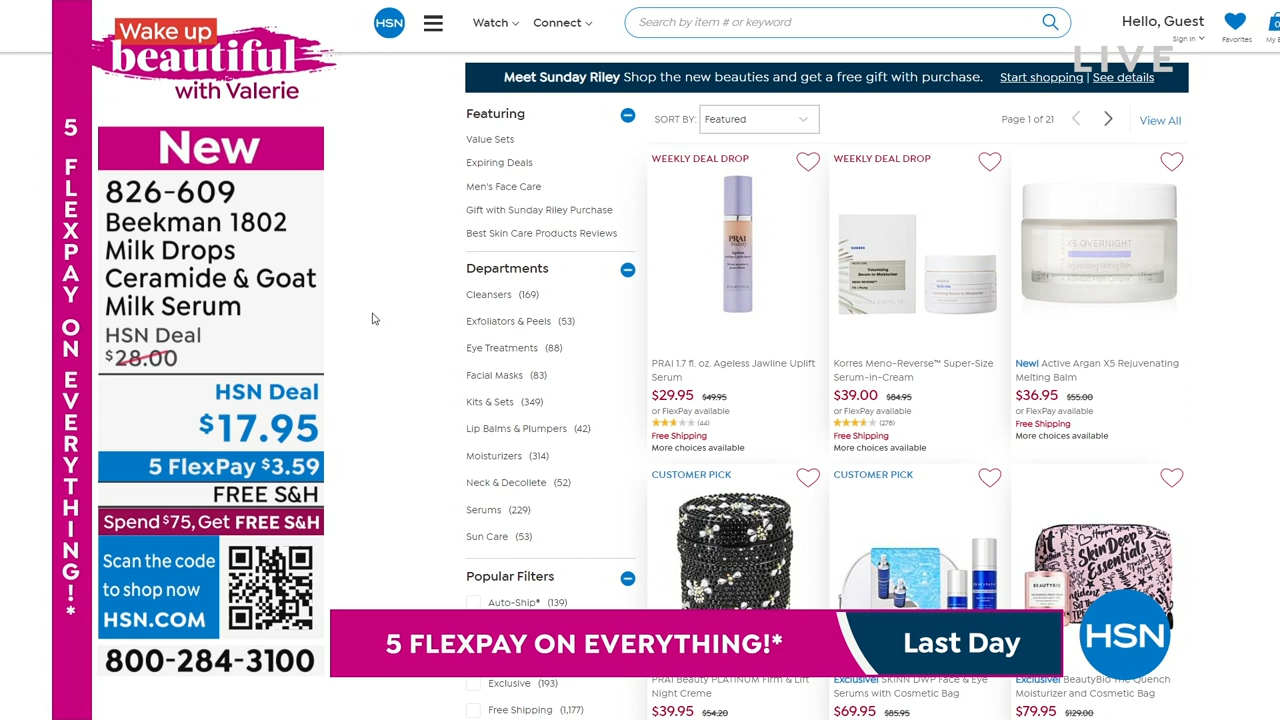 5 FLEXPAY ON EVERYTHING!*
Wake up
beautiful
with Valerie
New
826-609
Beekman 1802
Milk Drops
Ceramide & Goat
Milk Serum
HSN Deal
$28.00
HSN Deal
$17.95
5 FlexPay $3.59
FREE S&H
Spend $75, Get FREE S&H
Scan the code
to shop now
HSN.COM
800-284-3100
HSN
Watch
Connect
Search by item # or keyword
Hello, Guest
Sign In
Favorites
0
LIVE
Meet Sunday Riley Shop the new beauties and get a free gift with purchase. Start shopping | See details
Featuring
Value Sets
Expiring Deals
Men's Face Care
Gift with Sunday Riley Purchase
Best Skin Care Products Reviews
Departments
Cleansers (169)
Exfoliators & Peels (53)
Eye Treatments (88)
Facial Masks (83)
Kits & Sets (349)
Lip Balms & Plumpers (42)
Moisturizers (314)
Neck & Decollete (52)
Serums (229)
Sun Care (53)
Popular Filters
Auto-Ship® (139)
Exclusive (193)
Free Shipping (1,177)
SORT BY: Featured
Page 1 of 21
View All
WEEKLY DEAL DROP
PRAI
PRAI 1.7 fl. oz. Ageless Jawline Uplift
Serum
$29.95 $49.95
or FlexPay available
(44)
Free Shipping
More choices available
WEEKLY DEAL DROP
KORRES
Korres Meno-Reverse™ Super-Size
Serum-in-Cream
$39.00 $84.95
or FlexPay available
(278)
Free Shipping
More choices available
X5 OVERNIGHT
New! Active Argan X5 Rejuvenating
Melting Balm
$36.95 $55.00
or FlexPay available
Free Shipping
More choices available
CUSTOMER PICK
PRAI Beauty PLATINUM Firm & Lift
Night Creme
$39.95 $54.20
CUSTOMER PICK
Exclusive! SKINN DWP Face & Eye
Serums with Cosmetic Bag
$69.95 $85.95
Skin Deep
Essentials
BEAUTYBIO
Exclusive! BeautyBio The Quench
Moisturizer and Cosmetic Bag
$79.95 $129.00
5 FLEXPAY ON EVERYTHING!*
Last Day
HSN